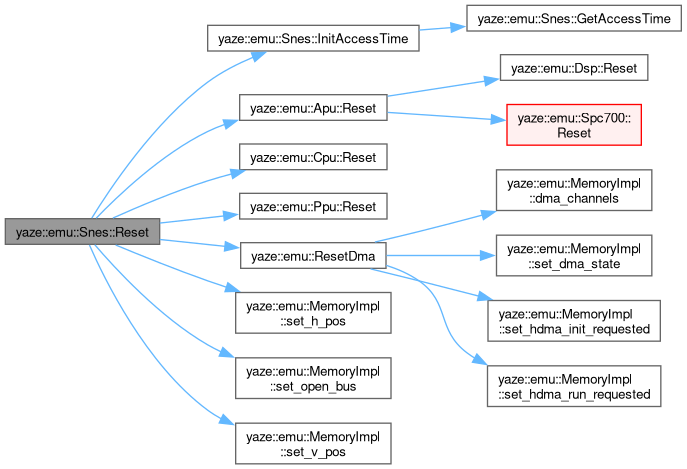 yaze::emu::Snes::Reset
yaze::emu::Snes::InitAccessTime
yaze::emu::Snes::GetAccessTime
yaze::emu::Apu::Reset
yaze::emu::Dsp::Reset
yaze::emu::Spc700::
Reset
yaze::emu::Cpu::Reset
yaze::emu::Ppu::Reset
yaze::emu::ResetDma
yaze::emu::MemoryImpl
::dma_channels
yaze::emu::MemoryImpl
::set_dma_state
yaze::emu::MemoryImpl
::set_hdma_init_requested
yaze::emu::MemoryImpl
::set_hdma_run_requested
yaze::emu::MemoryImpl
::set_h_pos
yaze::emu::MemoryImpl
::set_open_bus
yaze::emu::MemoryImpl
::set_v_pos